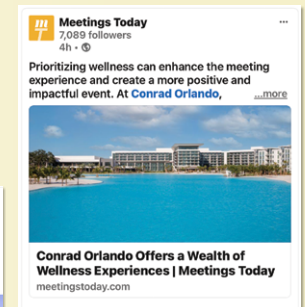 m
T
Meetings Today
7,089 followers
4h •
Prioritizing wellness can enhance the meeting
experience and create a more positive and
impactful event. At Conrad Orlando, ...more
Conrad Orlando Offers a Wealth of
Wellness Experiences | Meetings Today
meetingstoday.com